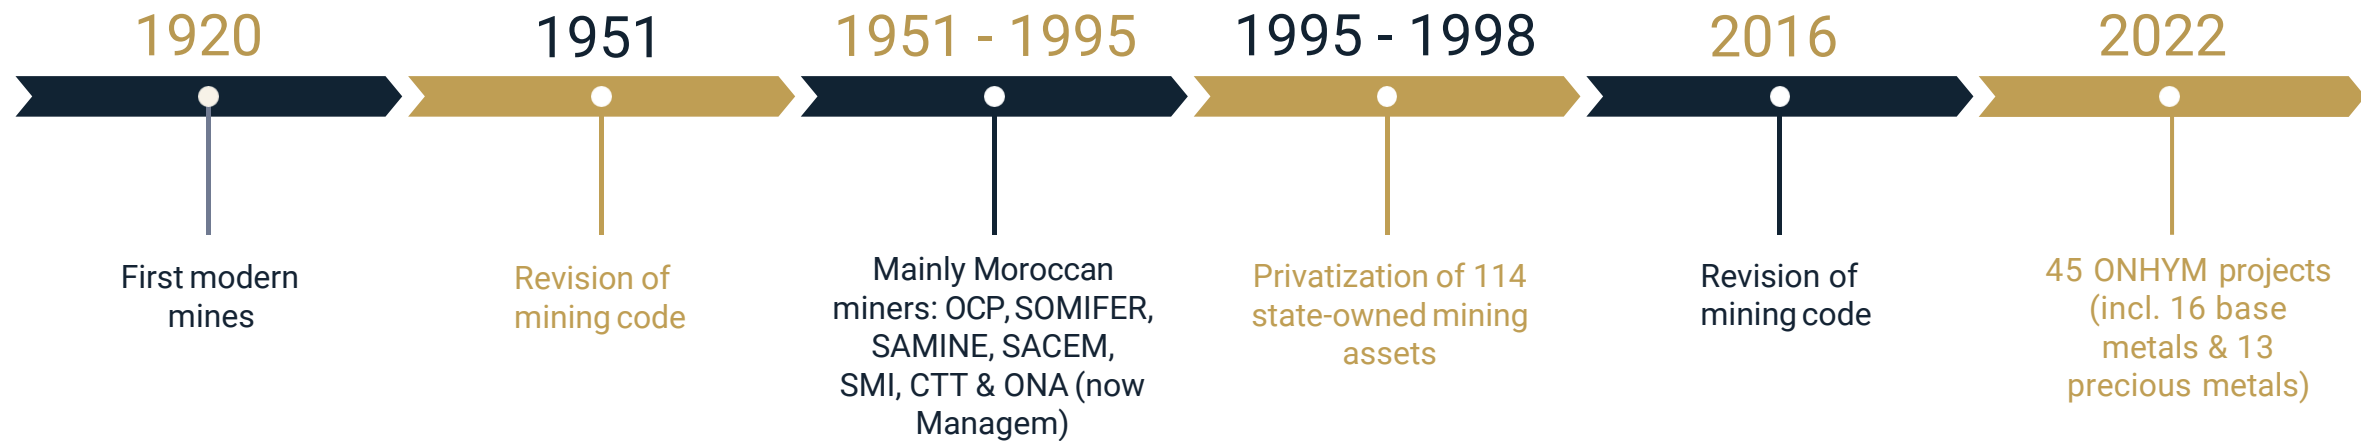 1920
First modern
mines
1951
Revision of
mining code
1951 - 1995
Mainly Moroccan
miners: OCP, SOMIFER,
SAMINE, SACEM,
SMI, CTT & ONA (now
Managem)
1995 - 1998
Privatization of 114
state-owned mining
assets
2016
Revision of
mining code
2022
45 ONHYM projects
(incl. 16 base
metals & 13
precious metals)